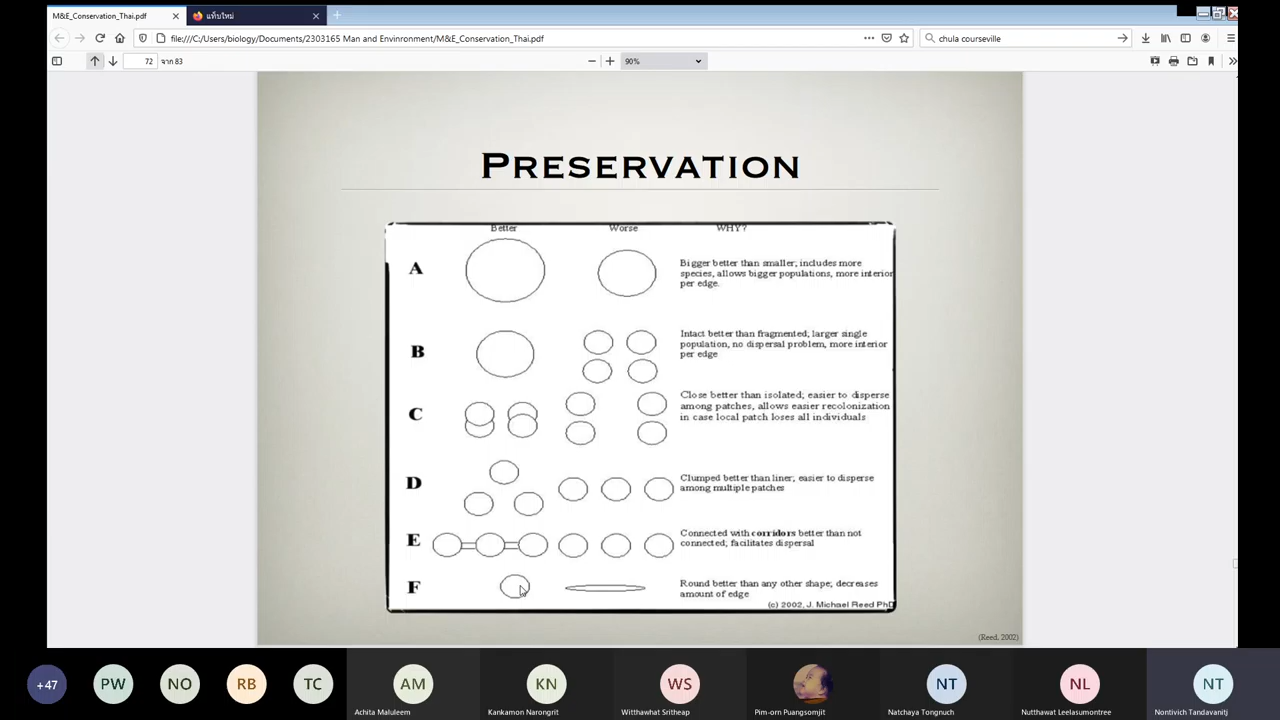 M&E_Conservation_Thai.pdf
แท็บใหม่
file:///C:/Users/biology/Documents/2303165 Man and Envinronment/M&E_Conservation_Thai.pdf
chula courseville
72
จาก 83
90%
PRESERVATION
Better Worse WHY?
A
Bigger better than smaller; includes more
species, allows bigger populations, more interior
per edge.
B
Intact better than fragmented; larger single
population, no dispersal problem, more interior
per edge
C
Close better than isolated; easier to disperse
among patches, allows easier recolonization
in case local patch loses all individuals
D
Clumped better than liner; easier to disperse
among multiple patches
E
Connected with corridors better than not
connected; facilitates dispersal
F
Round better than any other shape; decreases
amount of edge
(c) 2002, J. Michael Reed PhD
(Reed. 2002)
+47
PW
NO
RB
TC
AM
KN
WS
NT
NL
NT
Achita Maluleem
Kankamon Narongrit
Witthawhat Sritheap
Pim-orn Puangsomjit
Natchaya Tongnuch
Nutthawat Leelasumontree
Nontivich Tandavanitj